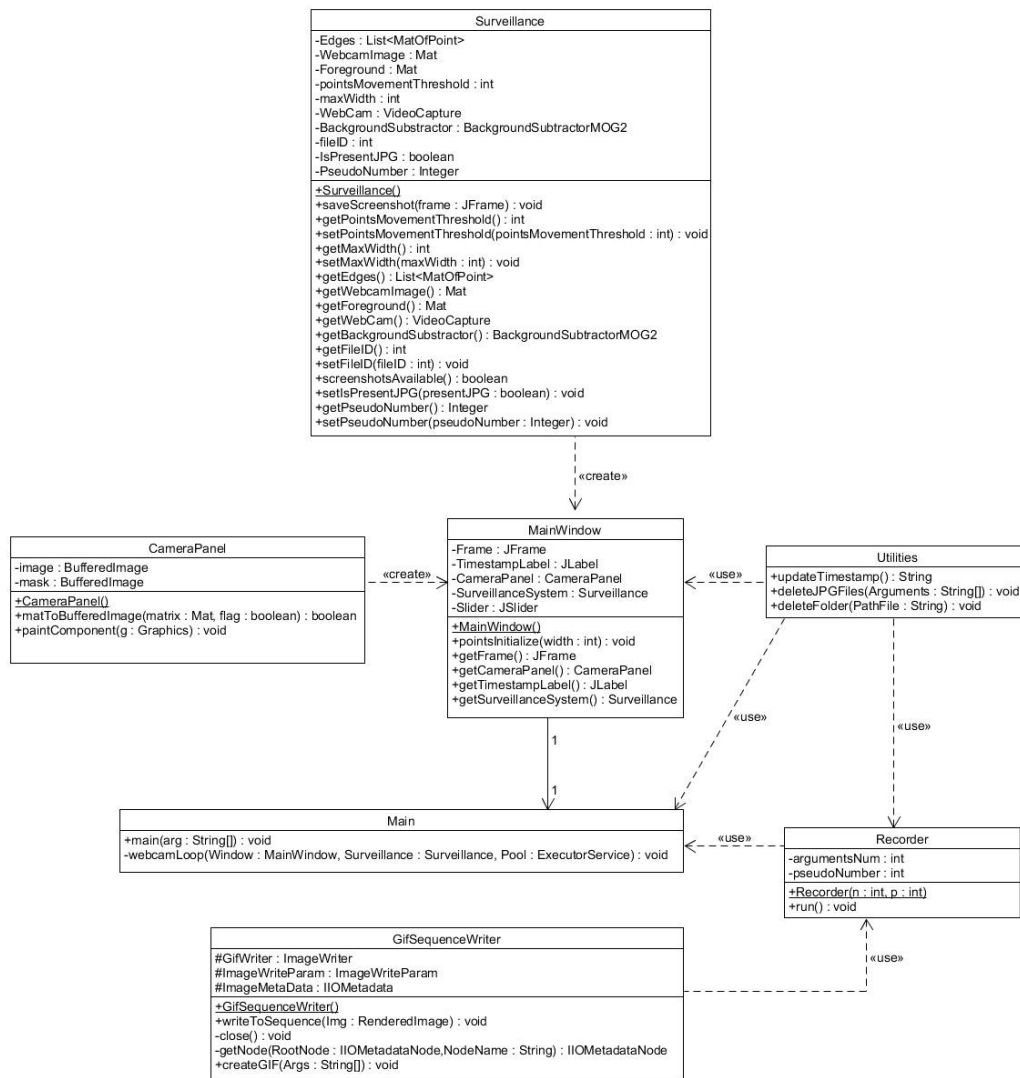 Surveillance
-Edges : List<MatOfPoint>
-WebcamImage : Mat
-Foreground : Mat
-pointsMovementThreshold : int
-maxWidth : int
-WebCam : VideoCapture
-BackgroundSubstractor : BackgroundSubtractorMOG2
-fileID : int
-IsPresentJPG : boolean
-PseudoNumber : Integer
+Surveillance()
+saveScreenshot(frame : JFrame) : void
+getPointsMovementThreshold() : int
+setPointsMovementThreshold(pointsMovementThreshold : int) : void
+getMaxWidth() : int
+setMaxWidth(maxWidth : int) : void
+getEdges() : List<MatOfPoint>
+getWebcamImage() : Mat
+getForeground() : Mat
+getWebCam() : VideoCapture
+getBackgroundSubstractor() : BackgroundSubtractorMOG2
+getFileID() : int
+setFileID(fileID : int) : void
+screenshotsAvailable() : boolean
+setIsPresentJPG(presentJPG : boolean) : void
+getPseudoNumber() : Integer
+setPseudoNumber(pseudoNumber : Integer) : void
«create»
CameraPanel
-image : BufferedImage
-mask : BufferedImage
+CameraPanel()
+matToBufferedImage(matrix : Mat, flag : boolean) : boolean
+paintComponent(g : Graphics) : void
«create»
MainWindow
-Frame : JFrame
-TimestampLabel : JLabel
-CameraPanel : CameraPanel
-SurveillanceSystem : Surveillance
-Slider : JSlider
+MainWindow()
+pointsInitialize(width : int) : void
+getFrame() : JFrame
+getCameraPanel() : CameraPanel
+getTimestampLabel() : JLabel
+getSurveillanceSystem() : Surveillance
«use»
Utilities
+updateTimestamp() : String
+deleteJPGFiles(Arguments : String[]) : void
+deleteFolder(PathFile : String) : void
«use»
«use»
1
1
Main
+main(arg : String[]) : void
-webcamLoop(Window : MainWindow, Surveillance : Surveillance, Pool : ExecutorService) : void
«use»
Recorder
-argumentsNum : int
-pseudoNumber : int
+Recorder(n : int, p : int)
+run() : void
«use»
GifSequenceWriter
#GifWriter : ImageWriter
#ImageWriteParam : ImageWriteParam
#ImageMetaData : IIOMetadata
+GifSequenceWriter()
+writeToSequence(Img : RenderedImage) : void
-close() : void
-getNode(RootNode : IIOMetadataNode,NodeName : String) : IIOMetadataNode
+createGIF(Args : String[]) : void